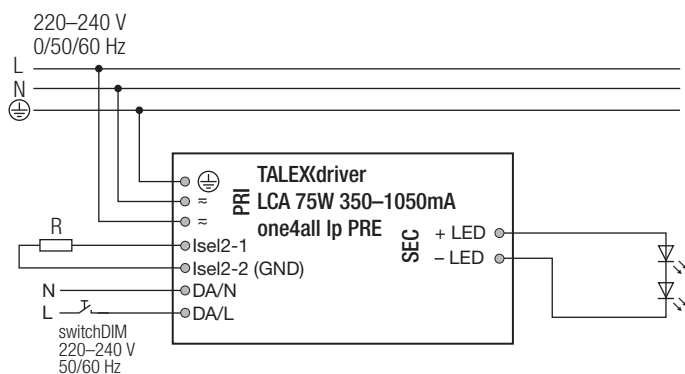 220–240 V
0/50/60 Hz
L
N
TALEXXdriver
LCA 75W 350–1050mA
one4all lp PRE
PRI
≂
≂
R
Isel2-1
Isel2-2 (GND)
N
DA/N
L
DA/L
switchDIM
220–240 V
50/60 Hz
SEC
+ LED
– LED